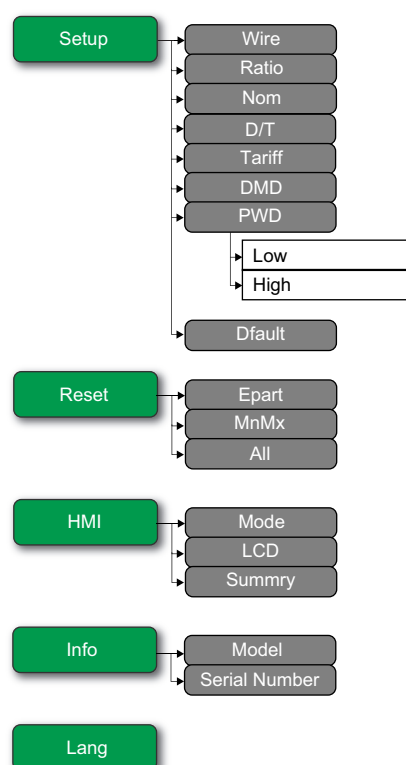 Setup
Wire
Ratio
Nom
D/T
Tariff
DMD
PWD
Low
High
Dfault
Reset
Epart
MnMx
All
HMI
Mode
LCD
Summry
Info
Model
Serial Number
Lang